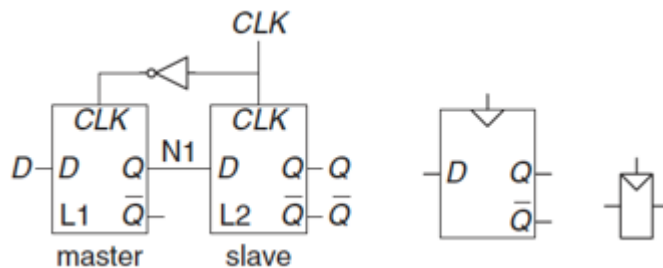 CLK
CLK CLK
D D Q N1 D Q Q D Q
L1 Q̅ L2 Q̅ Q̅ Q̅
master slave